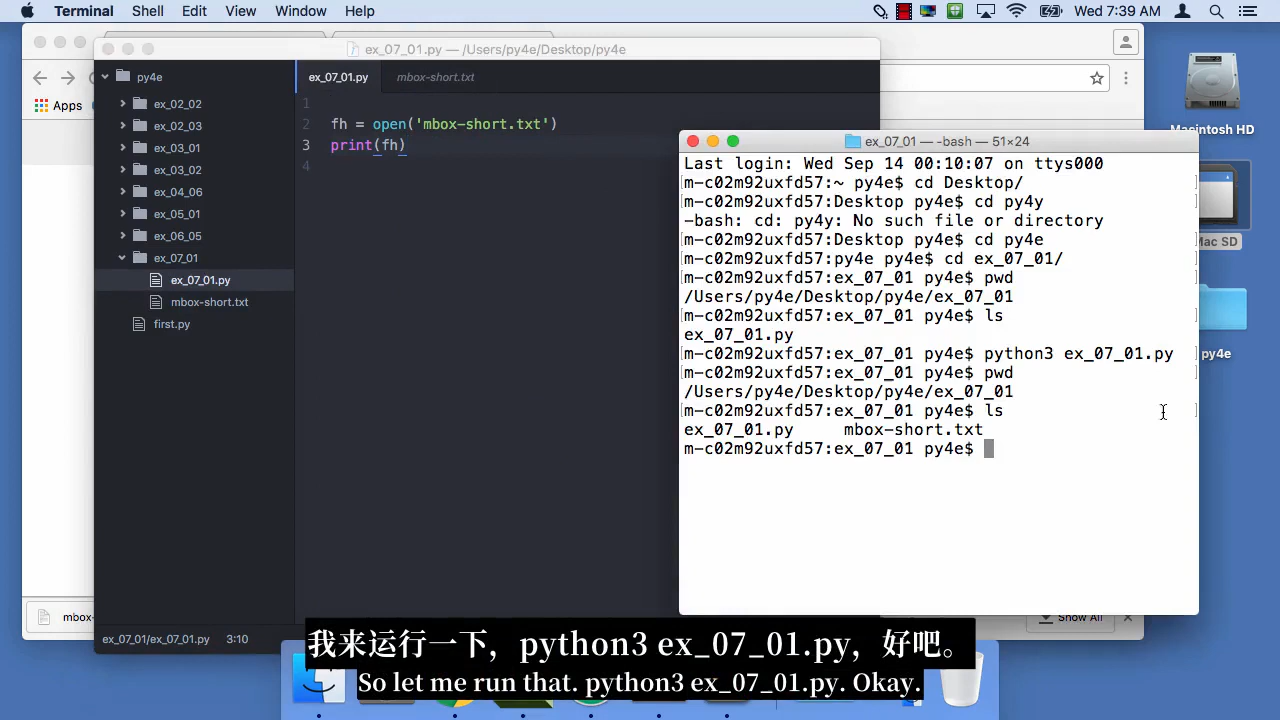 Terminal Shell Edit View Window Help Wed 7:39 AM
ex_07_01.py — /Users/py4e/Desktop/py4e
Apps
py4e
ex_02_02
ex_02_03
ex_03_01
ex_03_02
ex_04_06
ex_05_01
ex_06_05
ex_07_01
ex_07_01.py
mbox-short.txt
first.py
ex_07_01.py mbox-short.txt
1
2 fh = open('mbox-short.txt')
3 print(fh)
4
ex_07_01 — -bash — 51×24
Last login: Wed Sep 14 00:10:07 on ttys000
[m-c02m92uxfd57:~ py4e$ cd Desktop/ ]
[m-c02m92uxfd57:Desktop py4e$ cd py4y ]
-bash: cd: py4y: No such file or directory
[m-c02m92uxfd57:Desktop py4e$ cd py4e ]
[m-c02m92uxfd57:py4e py4e$ cd ex_07_01/ ]
[m-c02m92uxfd57:ex_07_01 py4e$ pwd ]
/Users/py4e/Desktop/py4e/ex_07_01
[m-c02m92uxfd57:ex_07_01 py4e$ ls ]
ex_07_01.py
[m-c02m92uxfd57:ex_07_01 py4e$ python3 ex_07_01.py ]
[m-c02m92uxfd57:ex_07_01 py4e$ pwd ]
/Users/py4e/Desktop/py4e/ex_07_01
[m-c02m92uxfd57:ex_07_01 py4e$ ls ]
ex_07_01.py mbox-short.txt
m-c02m92uxfd57:ex_07_01 py4e$
Macintosh HD
Mac SD
py4e
mbox-
Show All
ex_07_01/ex_07_01.py 3:10
我来运行一下，python3 ex_07_01.py，好吧。
So let me run that. python3 ex_07_01.py. Okay.